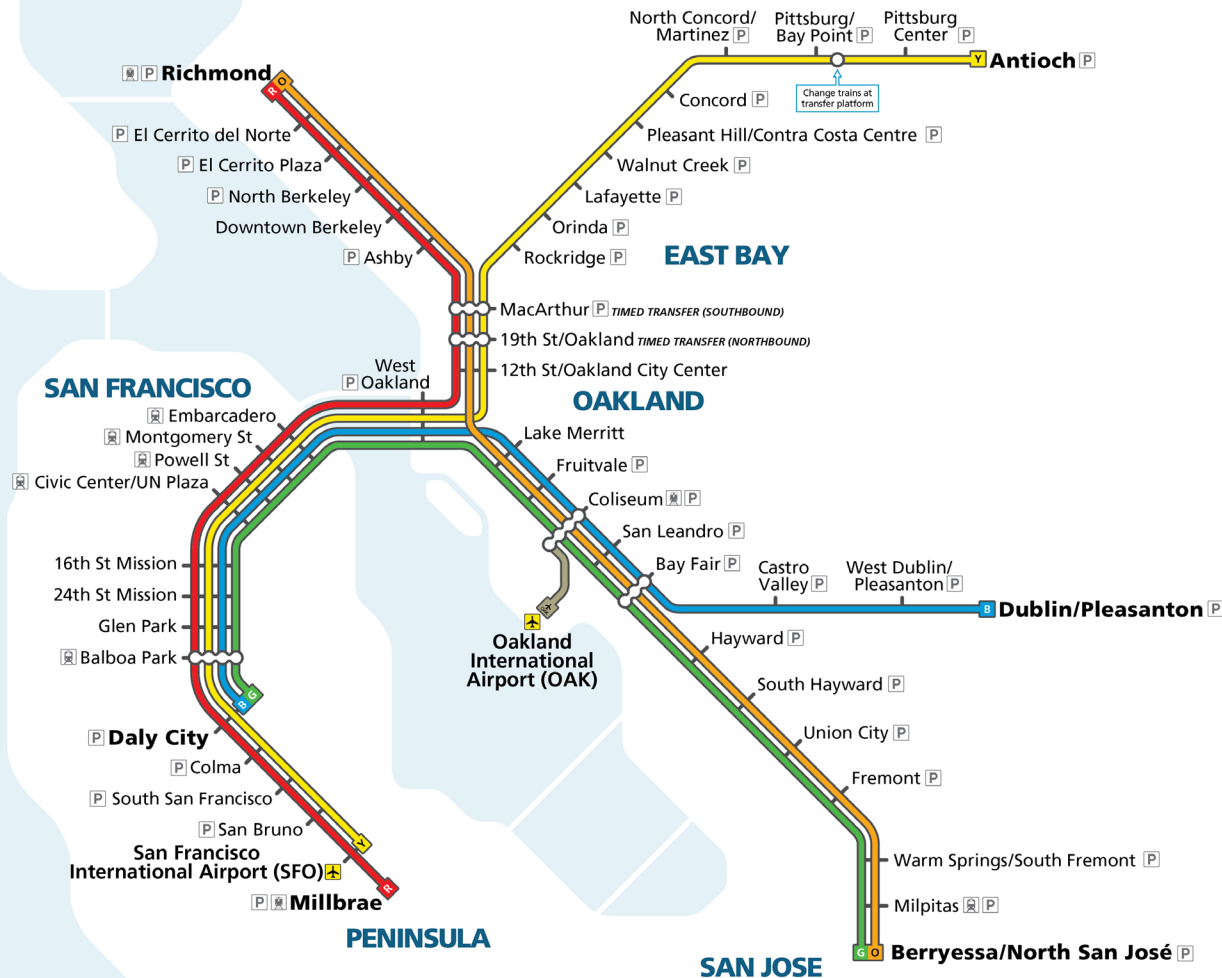 North Concord/
Martinez P
Pittsburg/
Bay Point P
Pittsburg
Center P
P Richmond
R
O
Y
Antioch P
Change trains at
transfer platform
Concord P
P El Cerrito del Norte
Pleasant Hill/Contra Costa Centre P
P El Cerrito Plaza
Walnut Creek P
P North Berkeley
Lafayette P
Downtown Berkeley
Orinda P
P Ashby
Rockridge P
EAST BAY
MacArthur P TIMED TRANSFER (SOUTHBOUND)
19th St/Oakland TIMED TRANSFER (NORTHBOUND)
12th St/Oakland City Center
West
P Oakland
SAN FRANCISCO
OAKLAND
Embarcadero
Montgomery St
Powell St
Civic Center/UN Plaza
Lake Merritt
Fruitvale P
Coliseum P
San Leandro P
Bay Fair P
Castro
Valley P
West Dublin/
Pleasanton P
B
Dublin/Pleasanton P
16th St Mission
24th St Mission
Glen Park
Balboa Park
B
G
Oakland
International
Airport (OAK)
Hayward P
South Hayward P
Union City P
Fremont P
P Daly City
P Colma
P South San Francisco
P San Bruno
Y
San Francisco
International Airport (SFO)
R
P Millbrae
PENINSULA
Warm Springs/South Fremont P
Milpitas P
G
O
Berryessa/North San José P
SAN JOSE